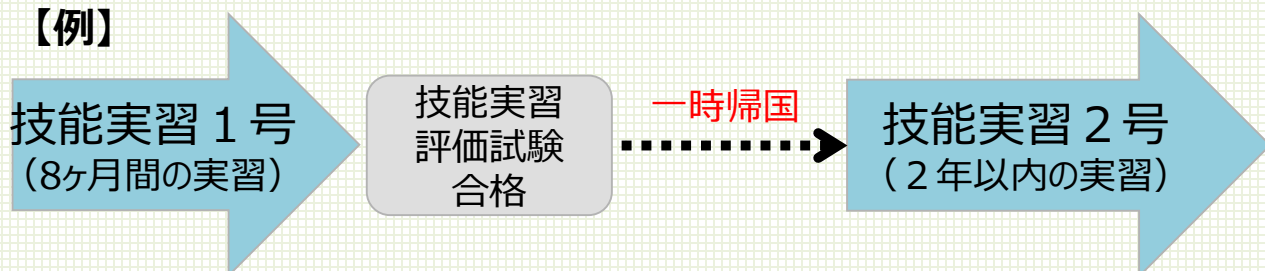 【例】
技能実習１号
（8ヶ月間の実習）
技能実習
評価試験
合格
一時帰国
技能実習２号
（２年以内の実習）